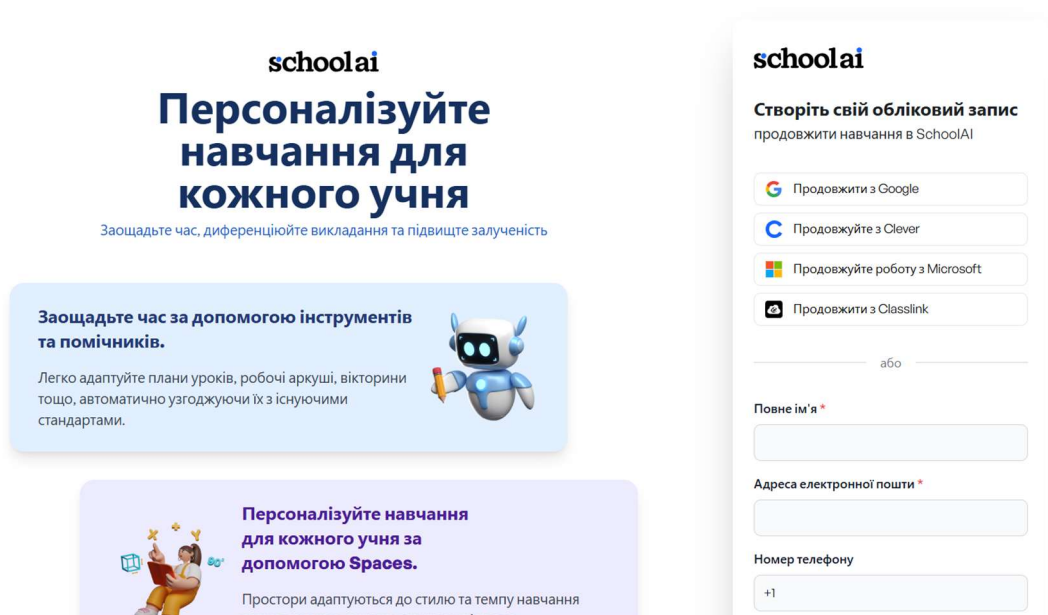 schoolai
Персоналізуйте
навчання для
кожного учня
Заощадьте час, диференціюйте викладання та підвищте залученість
Заощадьте час за допомогою інструментів
та помічників.
Легко адаптуйте плани уроків, робочі аркуші, вікторини
тощо, автоматично узгоджуючи їх з існуючими
стандартами.
Персоналізуйте навчання
для кожного учня за
допомогою Spaces.
Простори адаптуються до стилю та темпу навчання
schoolai
Створіть свій обліковий запис
продовжити навчання в SchoolAI
Продовжити з Google
Продовжуйте з Clever
Продовжуйте роботу з Microsoft
Продовжити з Classlink
або
Повне ім'я *
Адреса електронної пошти *
Номер телефону
+1